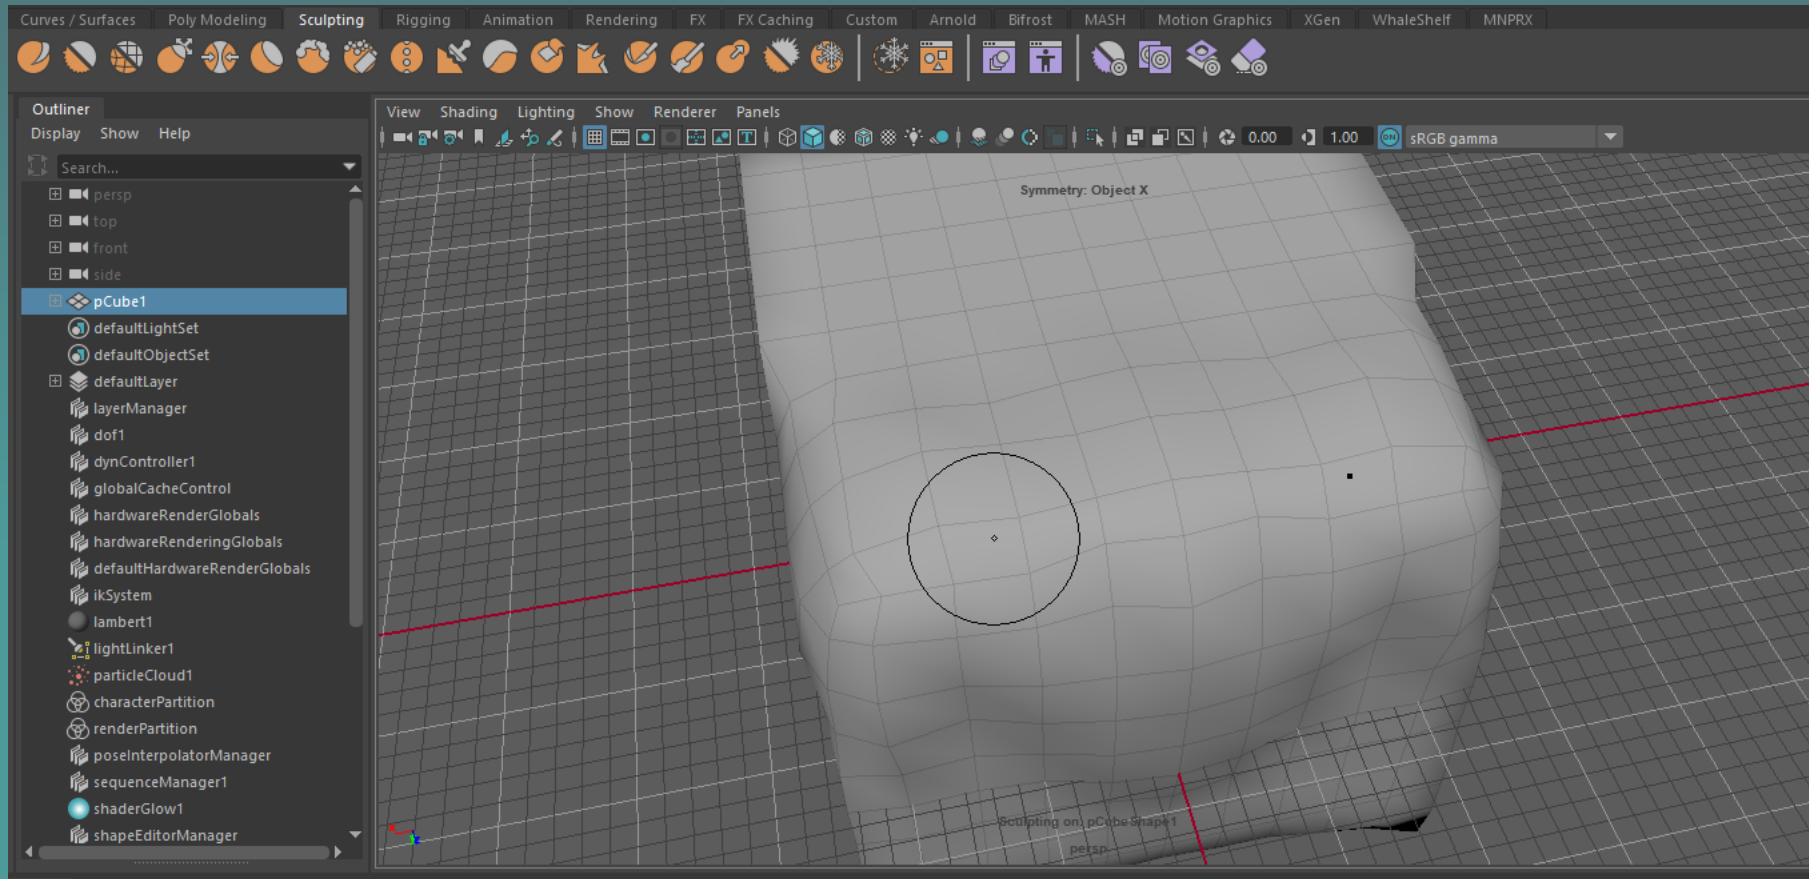 Curves / Surfaces Poly Modeling Sculpting Rigging Animation Rendering FX FX Caching Custom Arnold Bifrost MASH Motion Graphics XGen WhaleShelf MNPRX
Outliner
Display Show Help
Search...
persp
top
front
side
pCube1
defaultLightSet
defaultObjectSet
defaultLayer
layerManager
dof1
dynController1
globalCacheControl
hardwareRenderGlobals
hardwareRenderingGlobals
defaultHardwareRenderGlobals
ikSystem
lambert1
lightLinker1
particleCloud1
characterPartition
renderPartition
poseInterpolatorManager
sequenceManager1
shaderGlow1
shapeEditorManager
View Shading Lighting Show Renderer Panels
0.00 1.00 ON sRGB gamma
Symmetry: Object X
Sculpting on: pCubeShape1
persp